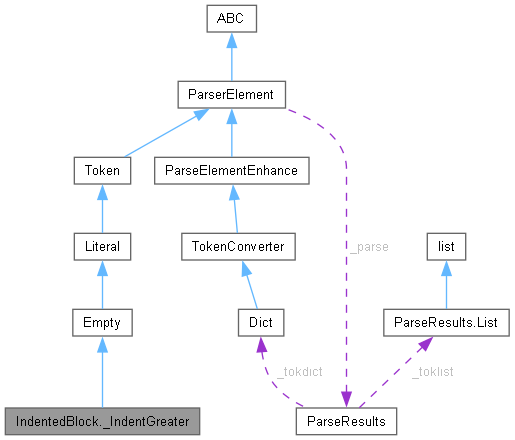 ABC
ParserElement
Token
ParseElementEnhance
Literal
TokenConverter
_parse
list
Empty
Dict
ParseResults.List
_tokdict
_toklist
IndentedBlock._IndentGreater
ParseResults